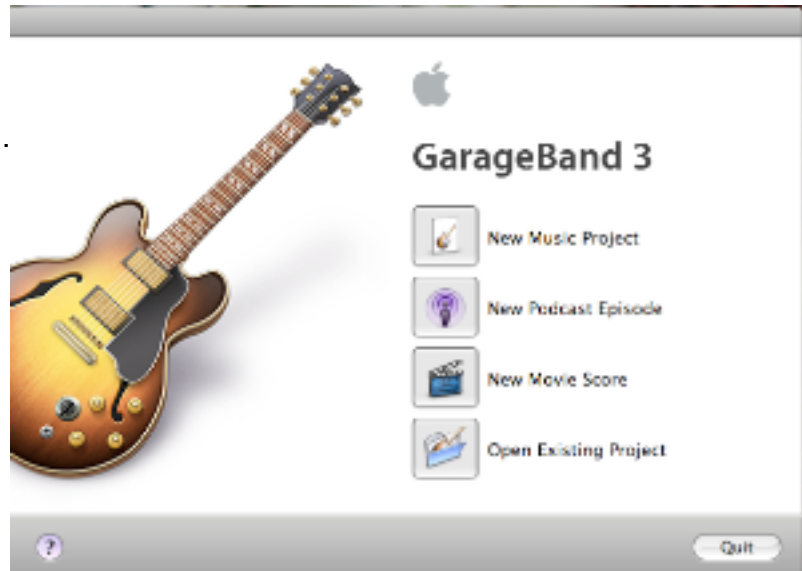 GarageBand 3
New Music Project
New Podcast Episode
New Movie Score
Open Existing Project
?
Quit